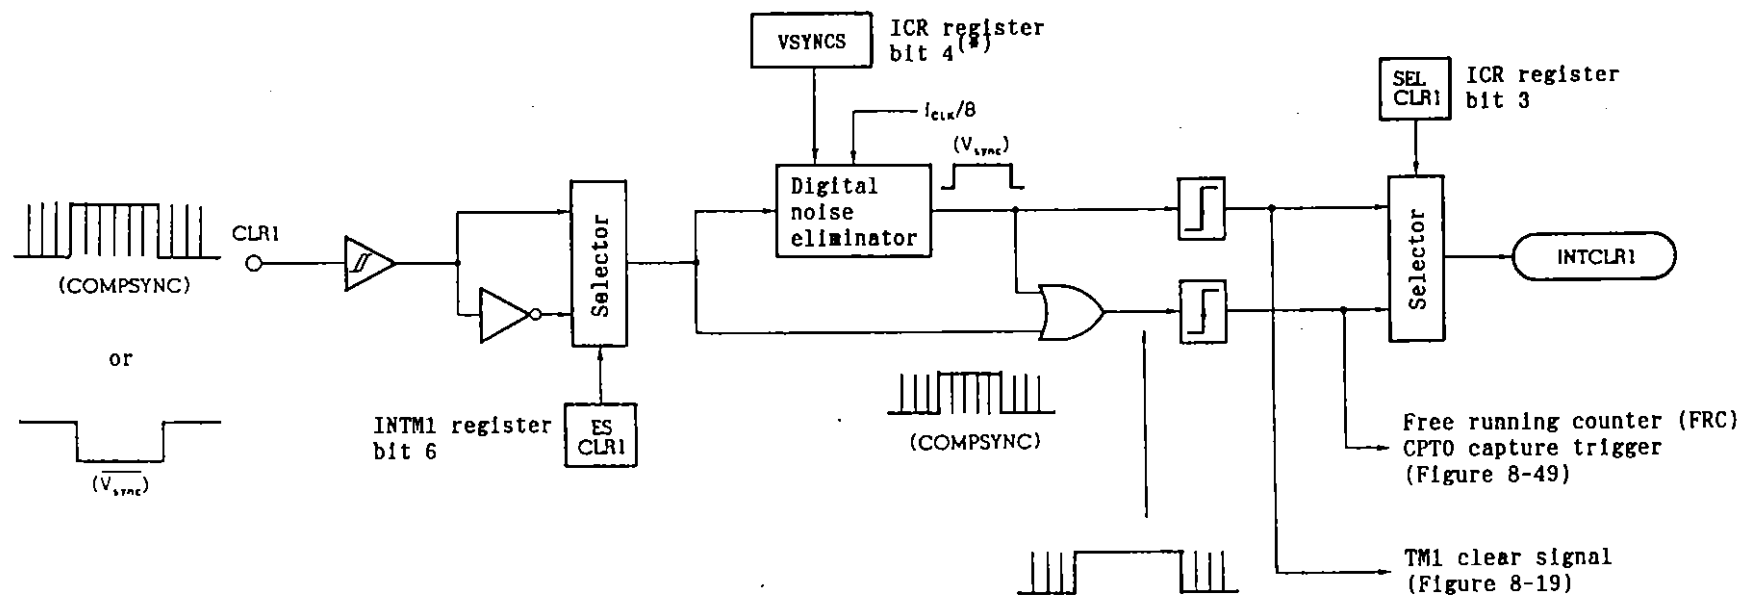 VSYNCS
ICR register
bit 4(*)
SEL
CLR1
ICR register
bit 3
fCLK/8
(Vsync)
Digital
noise
eliminator
Selector
Selector
CLR1
(COMPSYNC)
INTCLR1
or
INTM1 register
bit 6
ES
CLR1
(COMPSYNC)
(Vsync)
Free running counter (FRC)
CPT0 capture trigger
(Figure 8-49)
TM1 clear signal
(Figure 8-19)